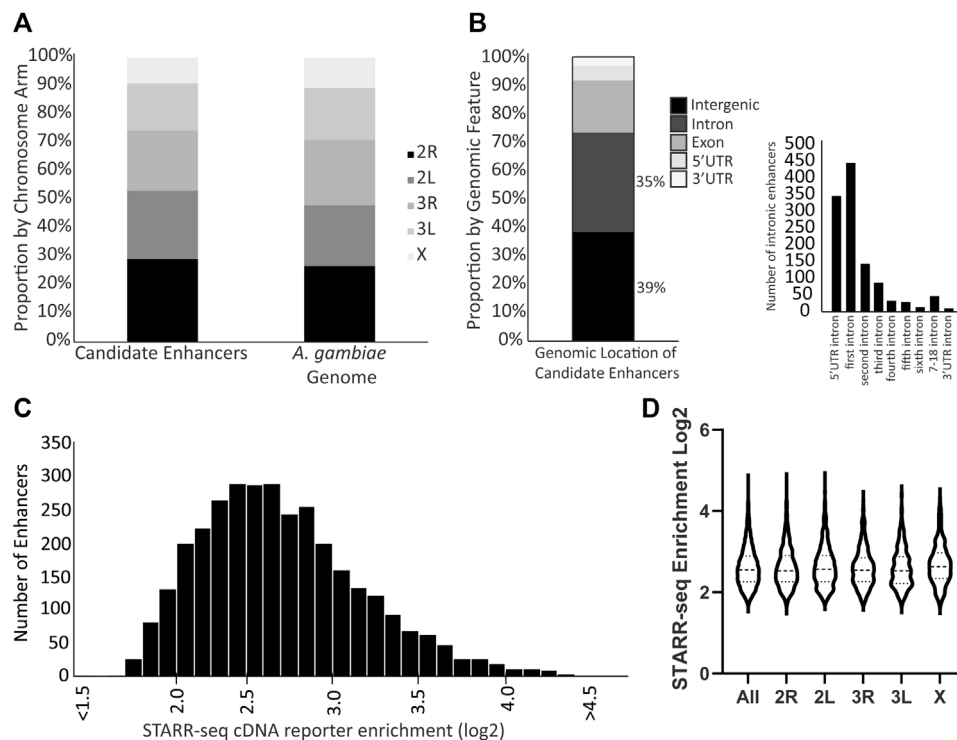 A
Proportion by Chromosome Arm
100%
90%
80%
70%
60%
50%
40%
30%
20%
10%
0%
Candidate Enhancers
A. gambiae
Genome
2R
2L
3R
3L
X
B
Proportion by Genomic Feature
100%
90%
80%
70%
60%
50%
40%
30%
20%
10%
0%
35%
39%
Genomic Location of
Candidate Enhancers
Intergenic
Intron
Exon
5'UTR
3'UTR
Number of intronic enhancers
500
450
400
350
300
250
200
150
100
50
0
5'UTR intron
first intron
second intron
third intron
fourth intron
fifth intron
sixth intron
7-18 intron
3'UTR intron
C
Number of Enhancers
350
300
250
200
150
100
50
0
<1.5
2.0
2.5
3.0
3.5
4.0
>4.5
STARR-seq cDNA reporter enrichment (log2)
D
STARR-seq Enrichment Log2
6
4
2
0
All
2R
2L
3R
3L
X